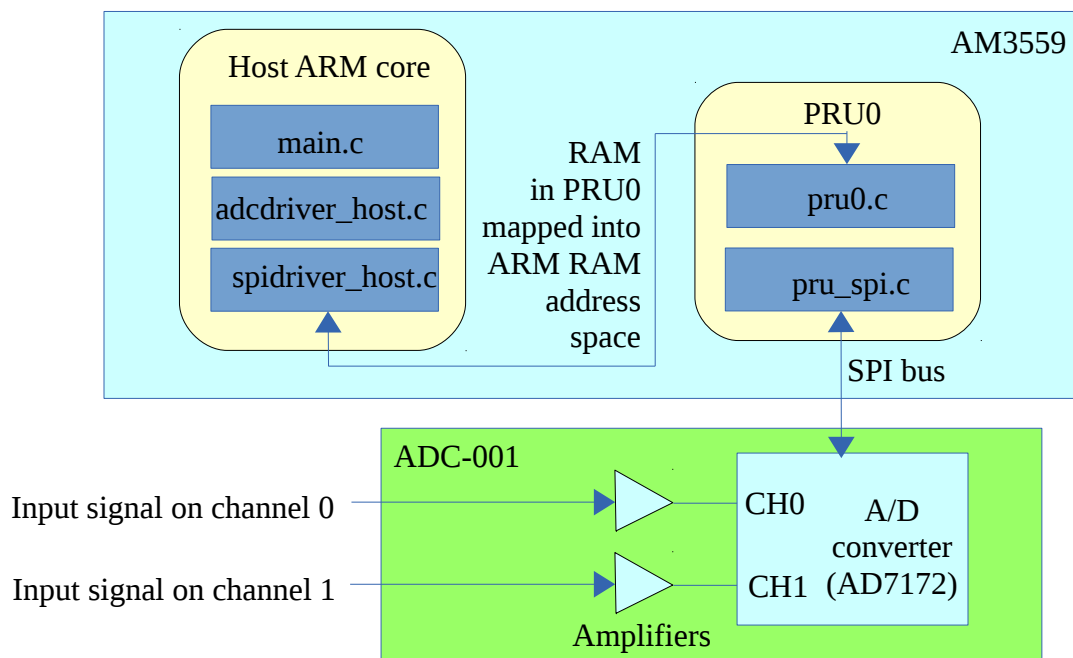 AM3559
Host ARM core
main.c
adcdriver_host.c
spidriver_host.c
RAM
in PRU0
mapped into
ARM RAM
address
space
PRU0
pru0.c
pru_spi.c
SPI bus
ADC-001
Input signal on channel 0
Input signal on channel 1
Amplifiers
CH0
CH1
A/D
converter
(AD7172)